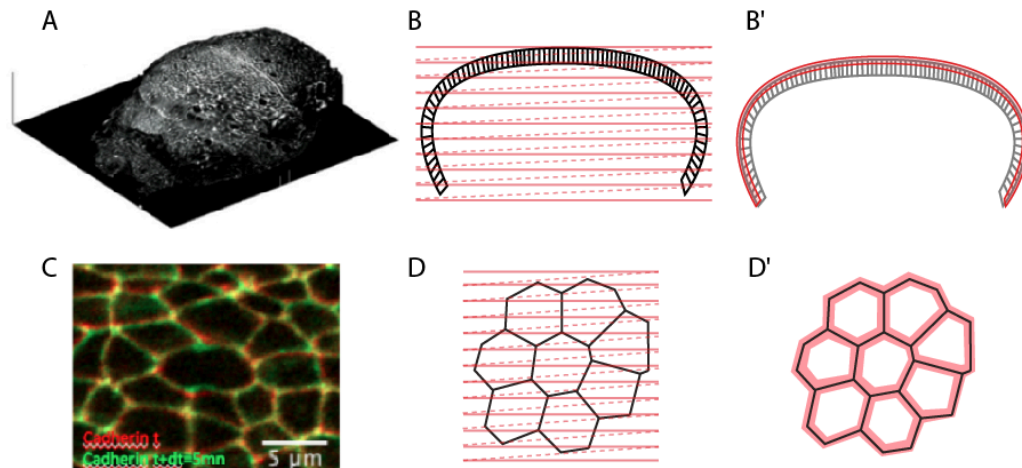 A
B
B'
C
D
D'
Cadherin t
Cadherin t+dt=5mn
5 μm